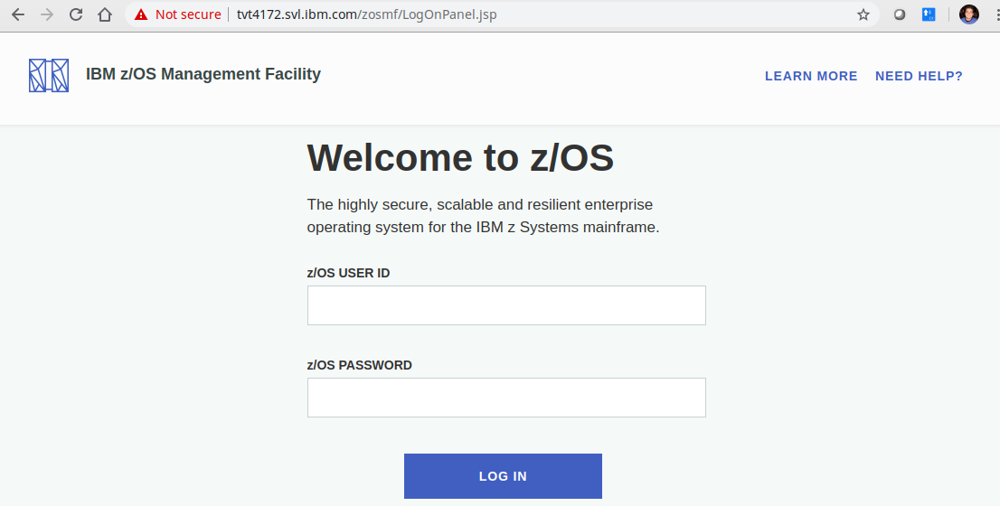 Not secure tvt4172.svl.ibm.com/zosmf/LogOnPanel.jsp
IBM z/OS Management Facility
LEARN MORE NEED HELP?
Welcome to z/OS
The highly secure, scalable and resilient enterprise
operating system for the IBM z Systems mainframe.
z/OS USER ID
z/OS PASSWORD
LOG IN